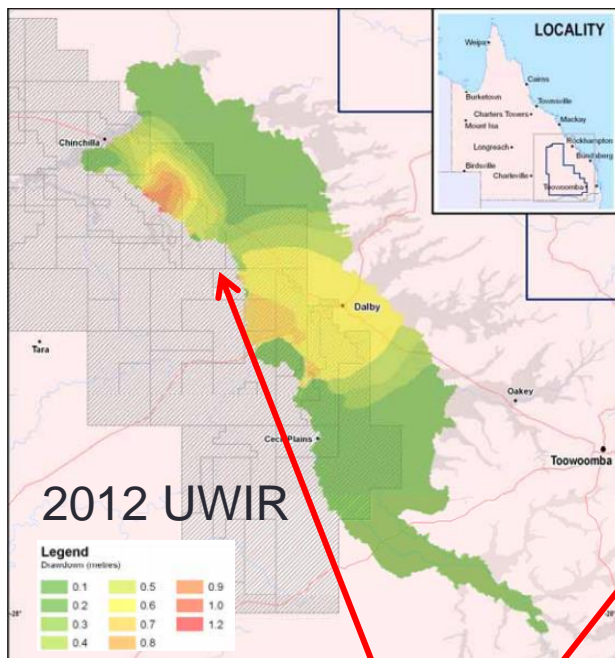 LOCALITY
Weipa
Cairns
Burketown
Townsville
Charters Towers
Mount Isa
Mackay
Longreach
Rockhampton
Bundaberg
Birdsville
Charleville
Toowoomba
Chinchilla
Dalby
Tara
Oakey
Cecil Plains
Toowoomba
2012 UWIR
Legend
Drawdown (metres)
0.1 0.5 0.9
0.2 0.6 1.0
0.3 0.7 1.2
0.4 0.8
-28°
-28°